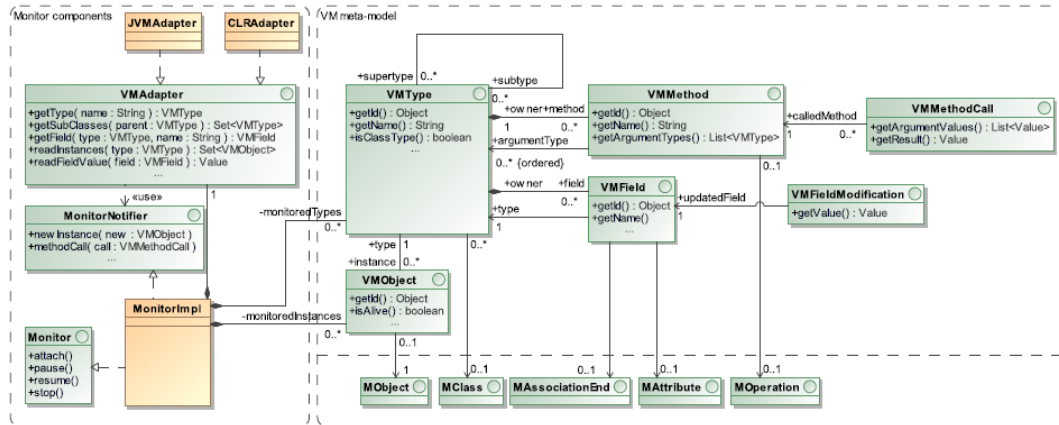 Monitor components
JVMAdapter
CLRAdapter
VMAdapter
+getType( name : String ) : VMType
+getSubClasses( parent : VMType ) : Set<VMType>
+getField( type : VMType, name : String ) : VMField
+readInstances( type : VMType ) : Set<VMObject>
+readFieldValue( field : VMField ) : Value
...
«use»
1
MonitorNotifier
+newInstance( new : VMObject )
+methodCall( call : VMMethodCall )
...
MonitorImpl
Monitor
+attach()
+pause()
+resume()
+stop()
-monitoredTypes
0..*
-monitoredInstances
0..*
VM meta-model
+supertype
0..*
+subtype
0..*
VMType
+getId() : Object
+getName() : String
+isClassType() : boolean
...
+owner
+method
1
0..*
+argumentType
0..* {ordered}
+owner
+field
1
0..*
+type
1
VMMethod
+getId() : Object
+getName() : String
+getArgumentTypes() : List<VMType>
+calledMethod
1
0..*
VMMethodCall
+getArgumentValues() : List<Value>
+getResult() : Value
VMField
+getId() : Object
+getName()
...
+updatedField
1
VMFieldModification
+getValue() : Value
+type
1
+instance
0..*
VMObject
+getId() : Object
+isAlive() : boolean
...
0..*
0..1
0..1
1
0..1
0..1
0..1
0..1
MObject
MClass
MAssociationEnd
MAttribute
MOperation